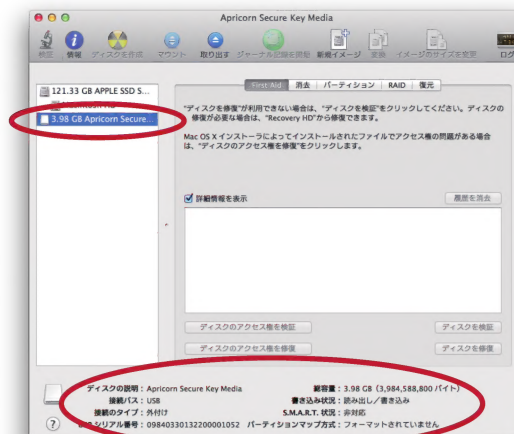 Apricorn Secure Key Media
検証 情報 ディスクを作成 マウント 取り出す ジャーナル記録を開始 新規イメージ 変換 イメージのサイズを変更 ログ
121.33 GB APPLE SSD S...
First Aid 消去 パーティション RAID 復元
3.98 GB Apricorn Secure...
"ディスクを修復"が利用できない場合は、"ディスクを検証"をクリックしてください。ディスクの
修復が必要な場合は、"Recovery HD"から修復できます。
Mac OS X インストーラによってインストールされたファイルでアクセス権の問題がある場合
は、"ディスクのアクセス権を修復"をクリックします。
詳細情報を表示
履歴を消去
ディスクのアクセス権を検証
ディスクを検証
ディスクのアクセス権を修復
ディスクを修復
ディスクの説明：Apricorn Secure Key Media 総容量：3.98 GB (3,984,588,800 バイト)
接続バス：USB 書き込み状況：読み出し／書き込み
接続のタイプ：外付け S.M.A.R.T. 状況：非対応
シリアル番号：09840330132200001052 パーティションマップ方式：フォーマットされていません
?